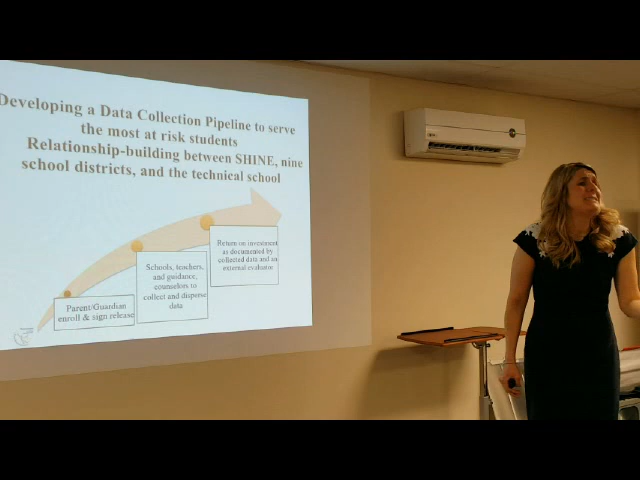 Developing a Data Collection Pipeline to serve
the most at risk students
Relationship-building between SHINE, nine
school districts, and the technical school
Return on investment
as documented by
collected data and an
external evaluator
Schools, teachers,
and guidance,
counselors to
collect and disperse
data
Parent/Guardian
enroll & sign release